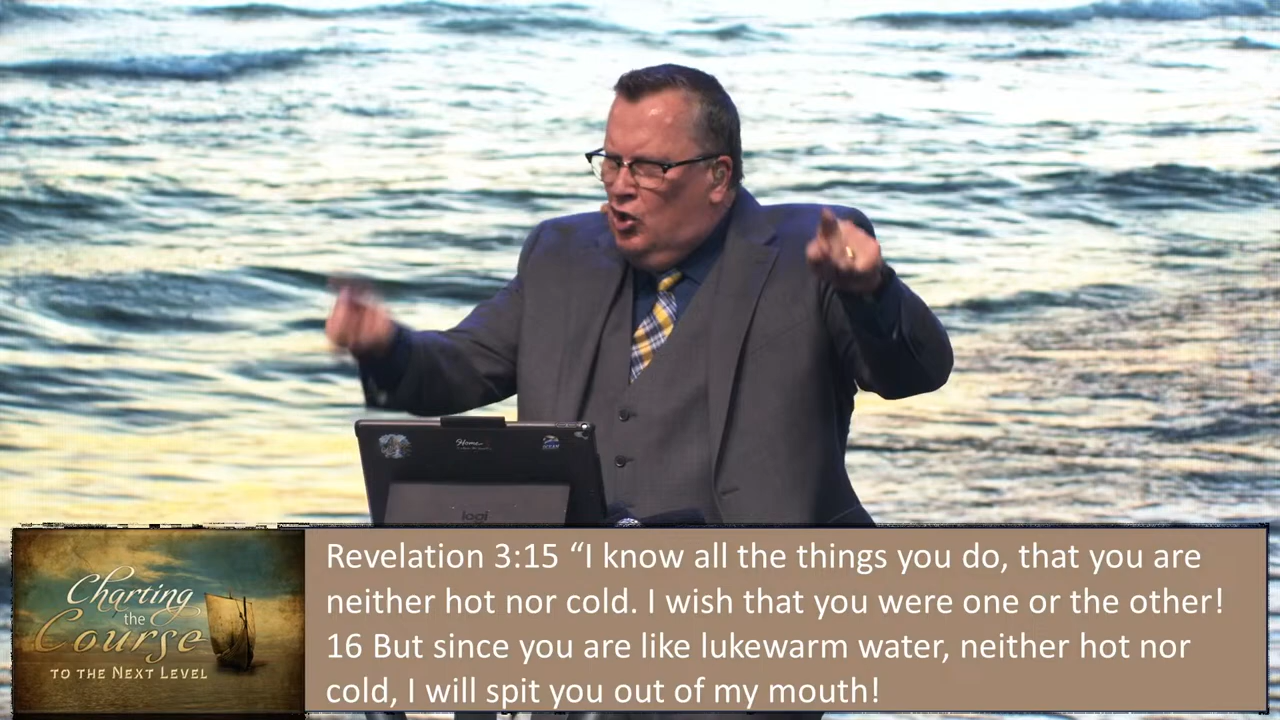 Home
logi
Charting
the
Course
TO THE NEXT LEVEL
Revelation 3:15 “I know all the things you do, that you are
neither hot nor cold. I wish that you were one or the other!
16 But since you are like lukewarm water, neither hot nor
cold, I will spit you out of my mouth!